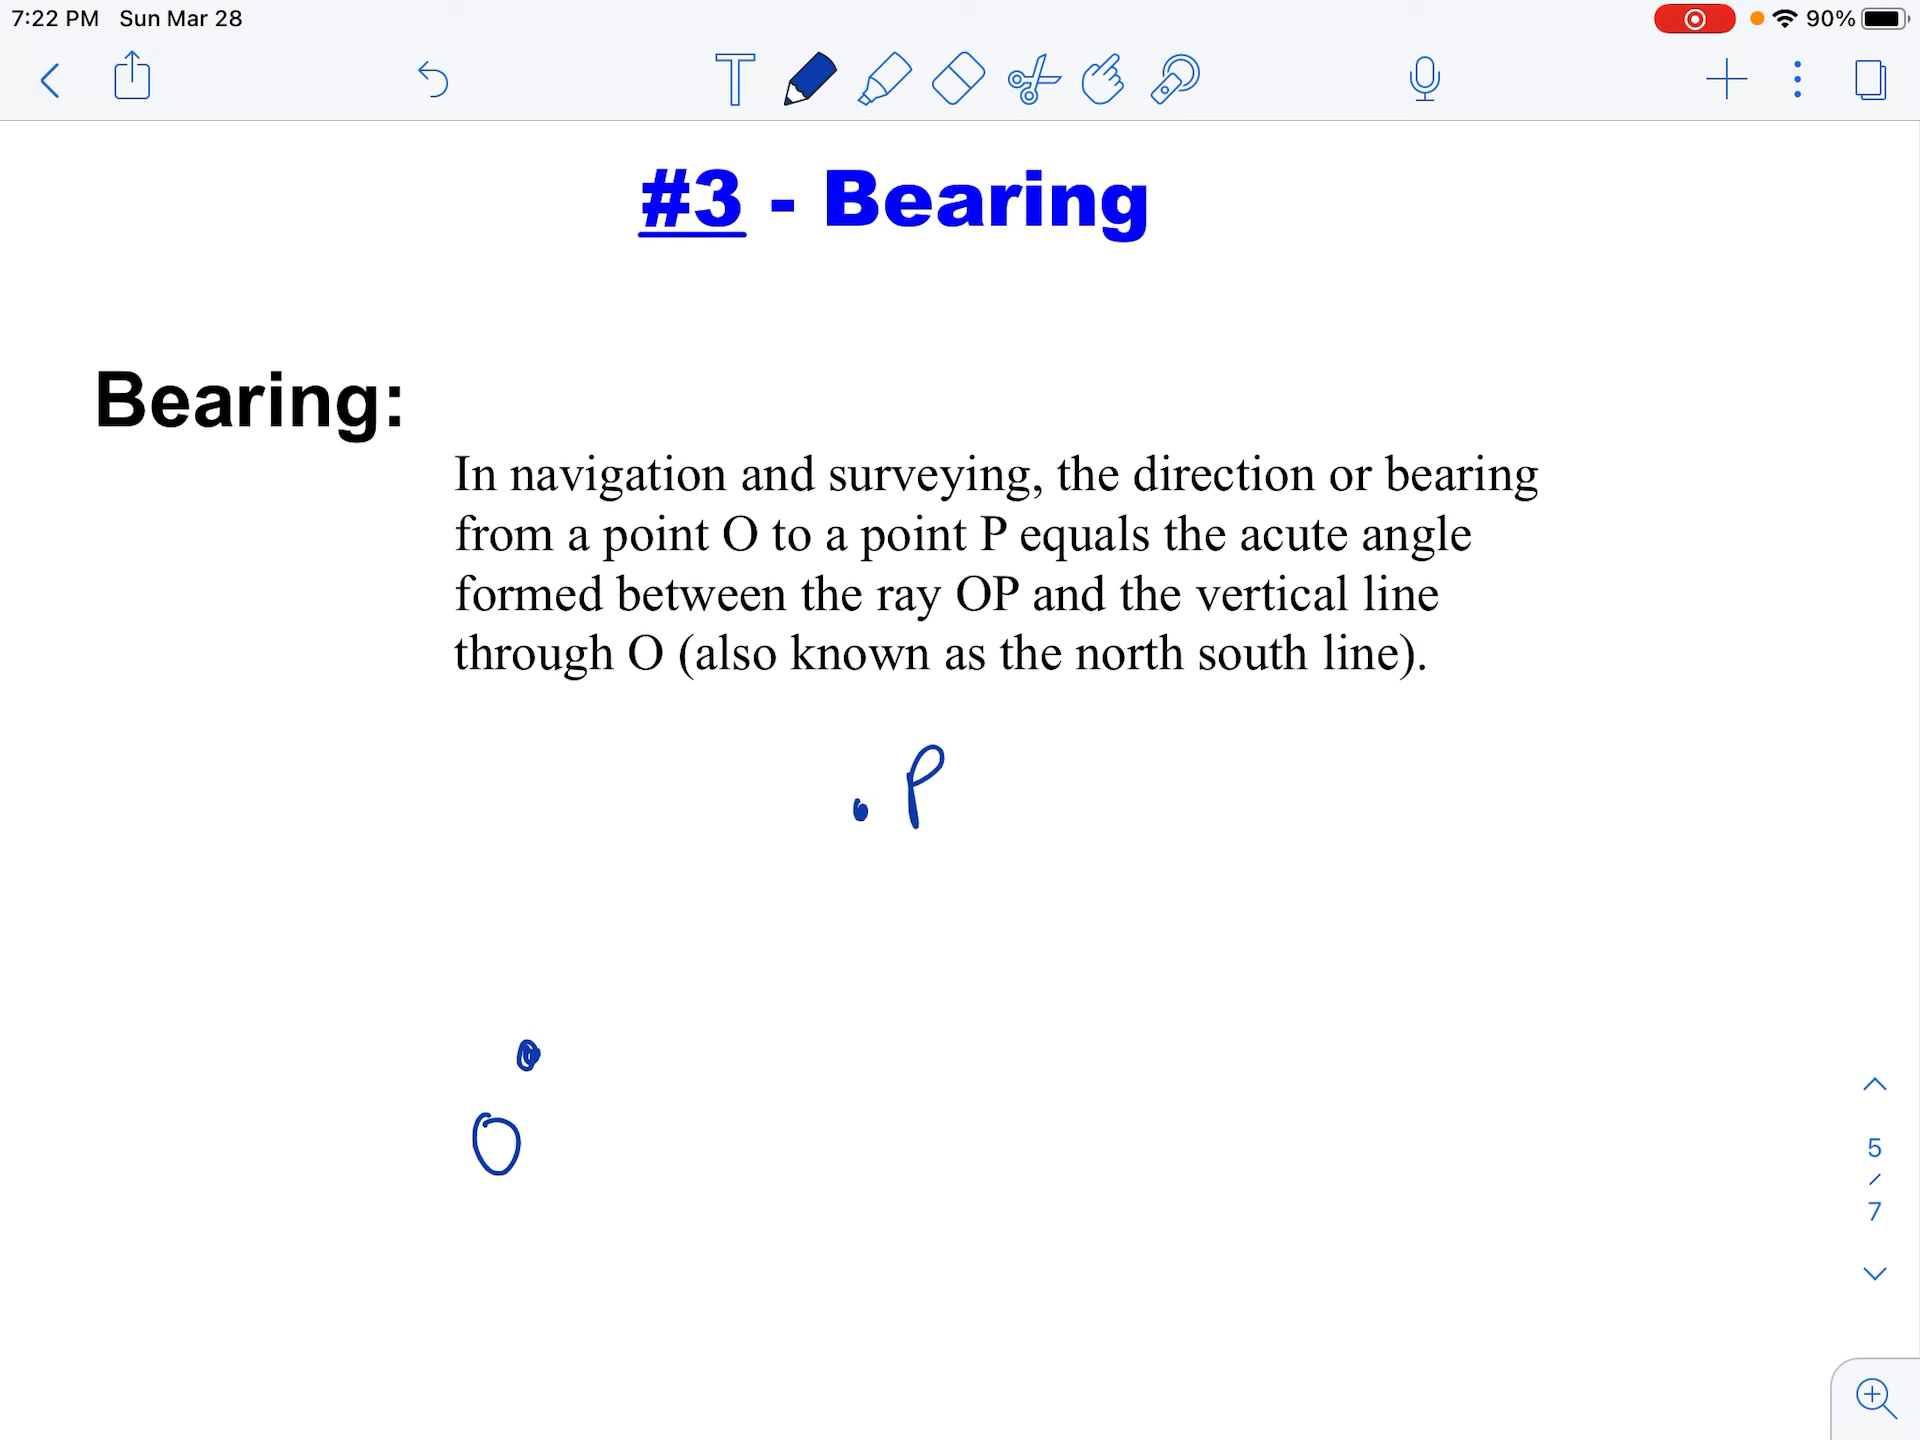 7:22 PM Sun Mar 28
90%
T
#3 - Bearing
Bearing:
In navigation and surveying, the direction or bearing
from a point O to a point P equals the acute angle
formed between the ray OP and the vertical line
through O (also known as the north south line).
P
O
5
/
7